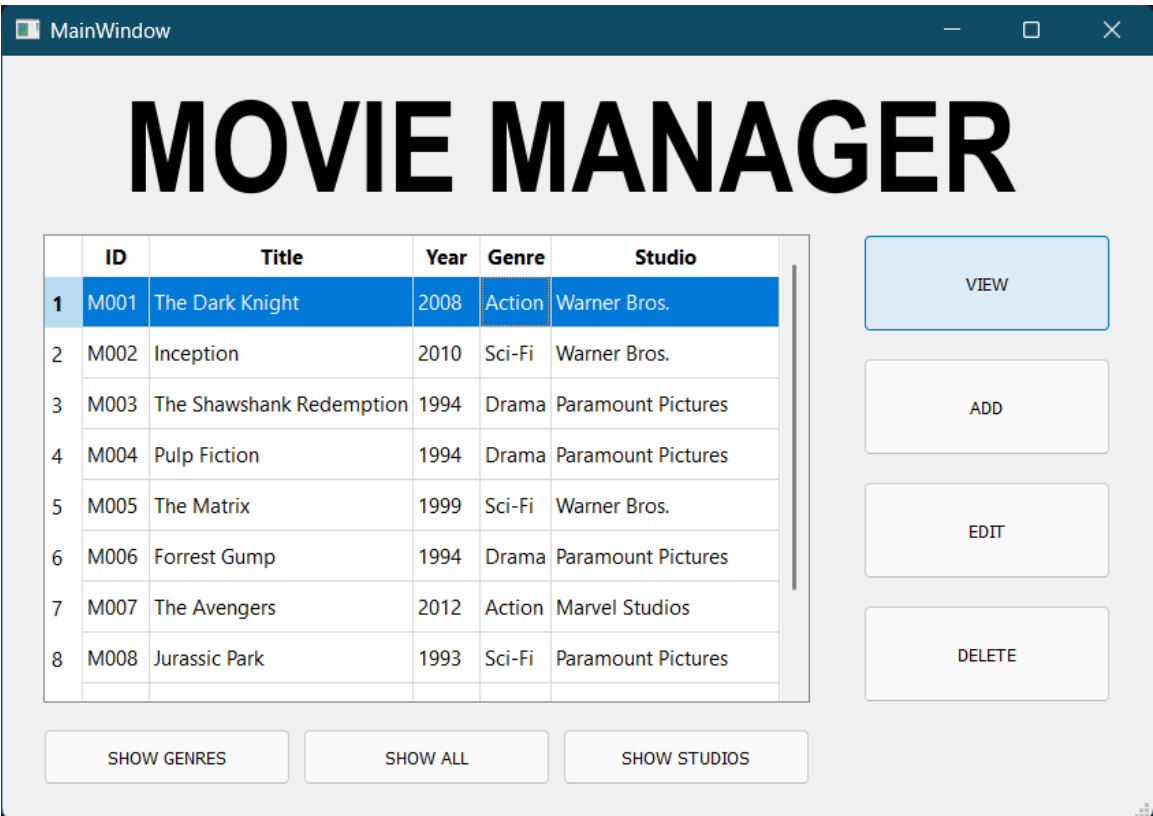 MainWindow
MOVIE MANAGER
ID Title Year Genre Studio
1 M001 The Dark Knight 2008 Action Warner Bros.
2 M002 Inception 2010 Sci-Fi Warner Bros.
3 M003 The Shawshank Redemption 1994 Drama Paramount Pictures
4 M004 Pulp Fiction 1994 Drama Paramount Pictures
5 M005 The Matrix 1999 Sci-Fi Warner Bros.
6 M006 Forrest Gump 1994 Drama Paramount Pictures
7 M007 The Avengers 2012 Action Marvel Studios
8 M008 Jurassic Park 1993 Sci-Fi Paramount Pictures
VIEW
ADD
EDIT
DELETE
SHOW GENRES SHOW ALL SHOW STUDIOS